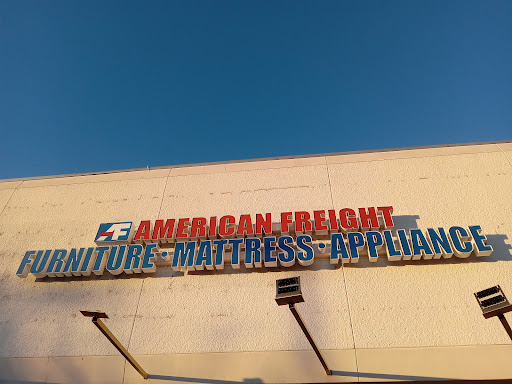 AF AMERICAN FREIGHT
FURNITURE · MATTRESS · APPLIANCE